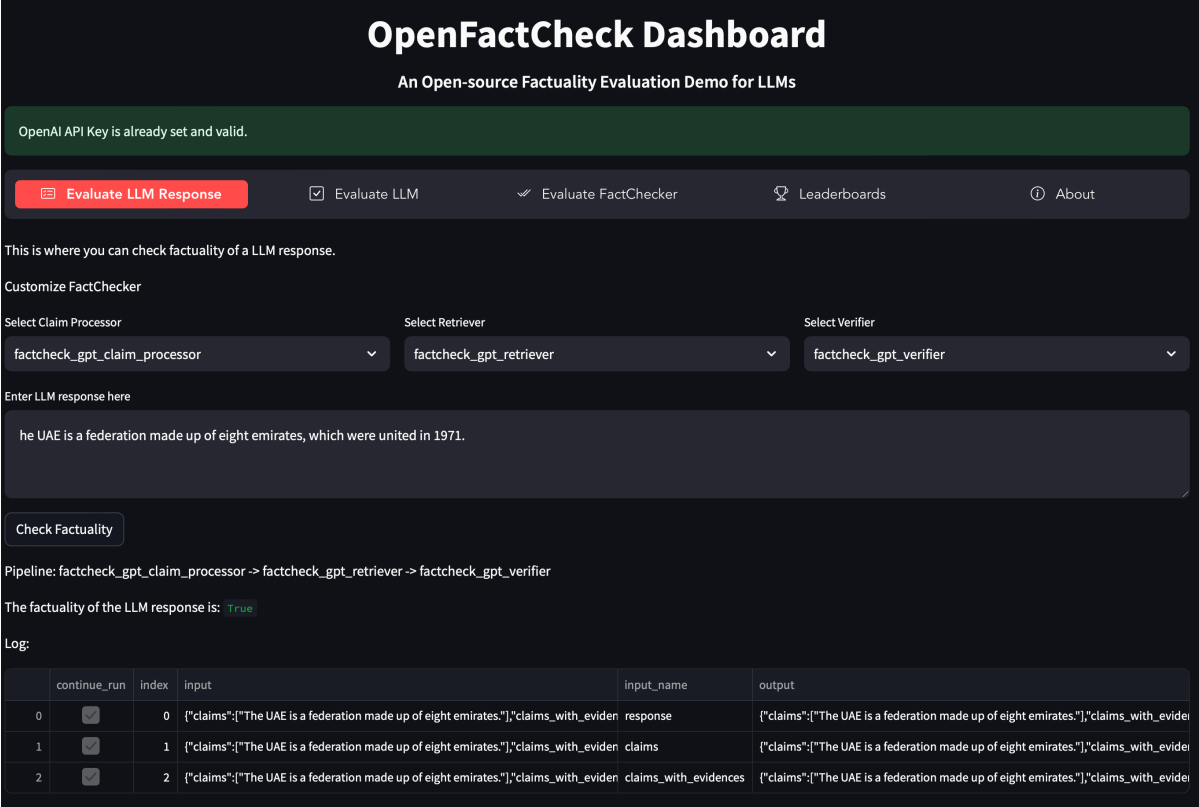 OpenFactCheck Dashboard
An Open-source Factuality Evaluation Demo for LLMs
OpenAI API Key is already set and valid.
Evaluate LLM Response Evaluate LLM Evaluate FactChecker Leaderboards About
This is where you can check factuality of a LLM response.
Customize FactChecker
Select Claim Processor Select Retriever Select Verifier
factcheck_gpt_claim_processor factcheck_gpt_retriever factcheck_gpt_verifier
Enter LLM response here
he UAE is a federation made up of eight emirates, which were united in 1971.
Check Factuality
Pipeline: factcheck_gpt_claim_processor -> factcheck_gpt_retriever -> factcheck_gpt_verifier
The factuality of the LLM response is: True
Log:
continue_run index input input_name output
0 0 {"claims":["The UAE is a federation made up of eight emirates."],"claims_with_eviden response {"claims":["The UAE is a federation made up of eight emirates."],"claims_with_evider
1 1 {"claims":["The UAE is a federation made up of eight emirates."],"claims_with_eviden claims {"claims":["The UAE is a federation made up of eight emirates."],"claims_with_evider
2 2 {"claims":["The UAE is a federation made up of eight emirates."],"claims_with_eviden claims_with_evidences {"claims":["The UAE is a federation made up of eight emirates."],"claims_with_evider